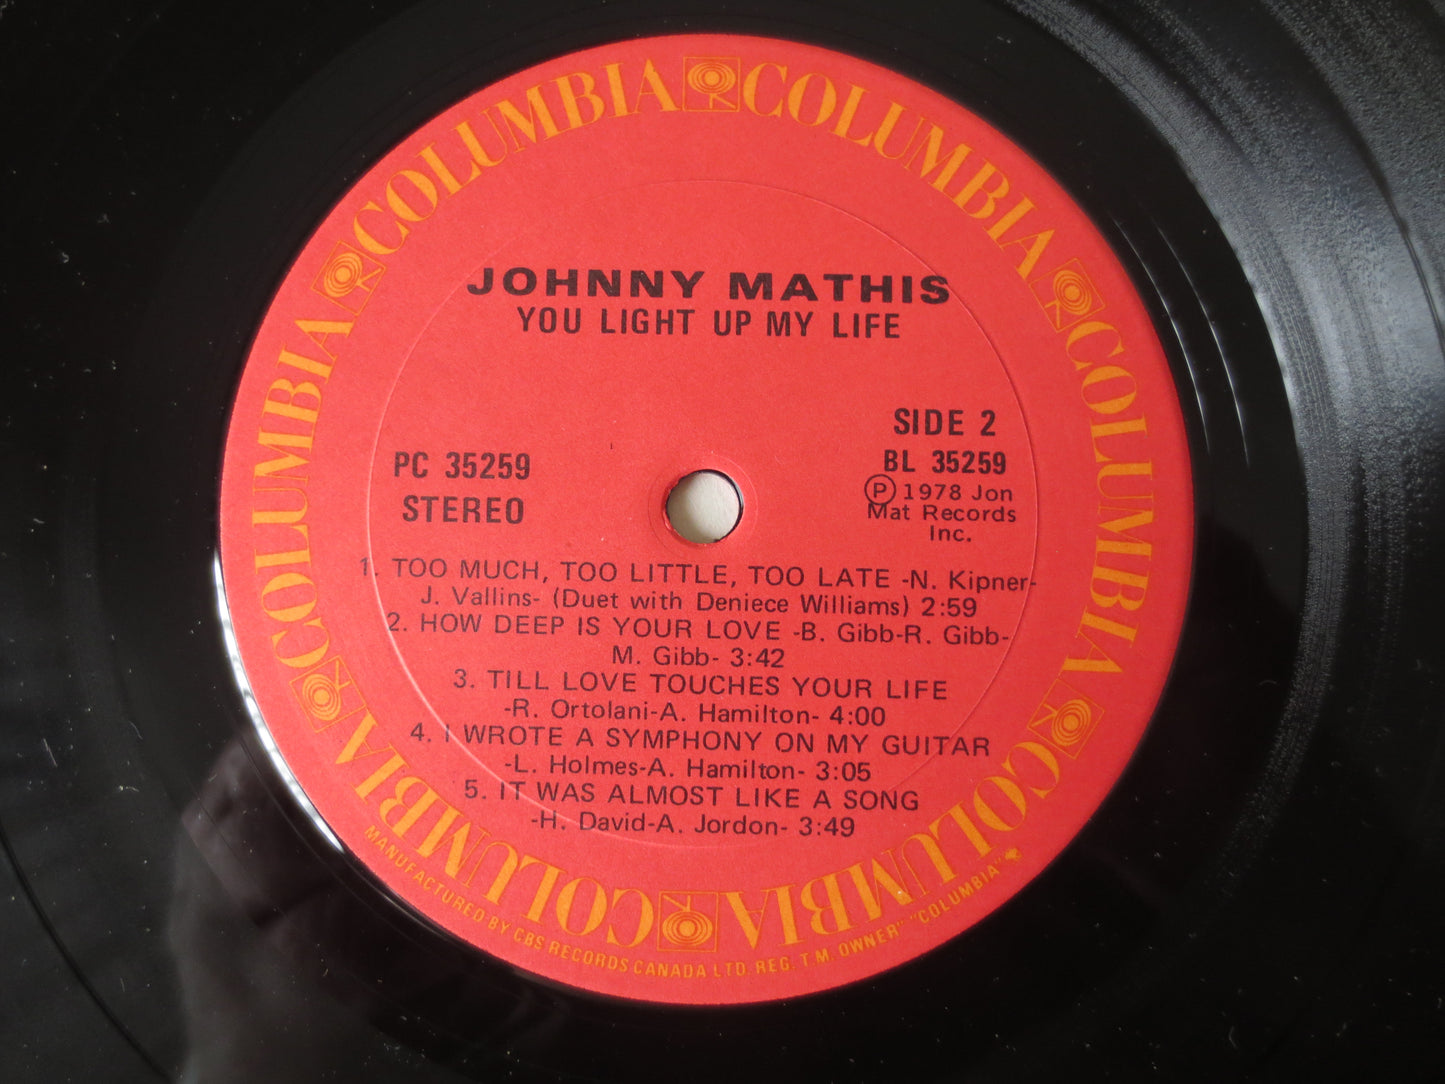 COLUMBIA COLUMBIA COLUMBIA COLUMBIA COLUMBIA COLUMBIA COLUMBIA COLUMBIA COLUMBIA COLUMBIA
JOHNNY MATHIS
YOU LIGHT UP MY LIFE
SIDE 2
PC 35259
BL 35259
STEREO
Ⓟ 1978 Jon
Mat Records
Inc.
1. TOO MUCH, TOO LITTLE, TOO LATE -N. Kipner-
J. Vallins- (Duet with Deniece Williams) 2:59
2. HOW DEEP IS YOUR LOVE -B. Gibb-R. Gibb-
M. Gibb- 3:42
3. TILL LOVE TOUCHES YOUR LIFE
-R. Ortolani-A. Hamilton- 4:00
4. I WROTE A SYMPHONY ON MY GUITAR
-L. Holmes-A. Hamilton- 3:05
5. IT WAS ALMOST LIKE A SONG
-H. David-A. Jordon- 3:49
MANUFACTURED BY CBS RECORDS CANADA LTD. REG. T.M. OWNER" "COLUMBIA"